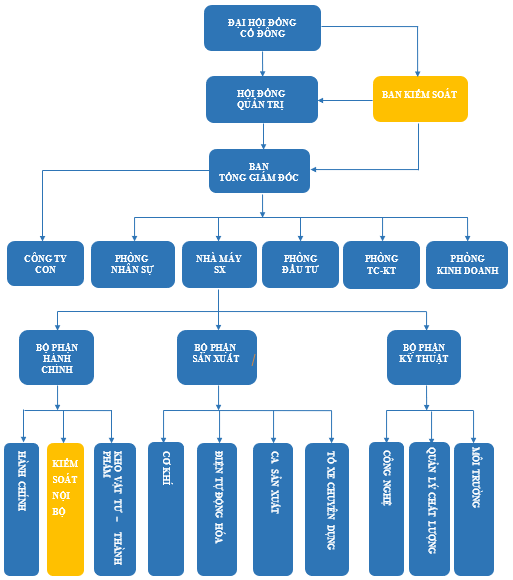 ĐẠI HỘI ĐỒNG
CỔ ĐÔNG
HỘI ĐỒNG
QUẢN TRỊ
BAN KIỂM SOÁT
BAN
TỔNG GIÁM ĐỐC
CÔNG TY
CON
PHÒNG
NHÂN SỰ
NHÀ MÁY
SX
PHÒNG
ĐẦU TƯ
PHÒNG
TC-KT
PHÒNG
KINH DOANH
BỘ PHẬN
HÀNH
CHÍNH
BỘ PHẬN
SẢN XUẤT
BỘ PHẬN
KỸ THUẬT
HÀNH CHÍNH
KIỂM
SOÁT
NỘI
BỘ
KHO VẬT TƯ – THÀNH
PHẨM
CƠ KHÍ
ĐIỆN TỰ ĐỘNG HÓA
CA SẢN XUẤT
TỔ XE CHUYÊN DỤNG
CÔNG NGHỆ
QUẢN LÝ CHẤT LƯỢNG
MÔI TRƯỜNG